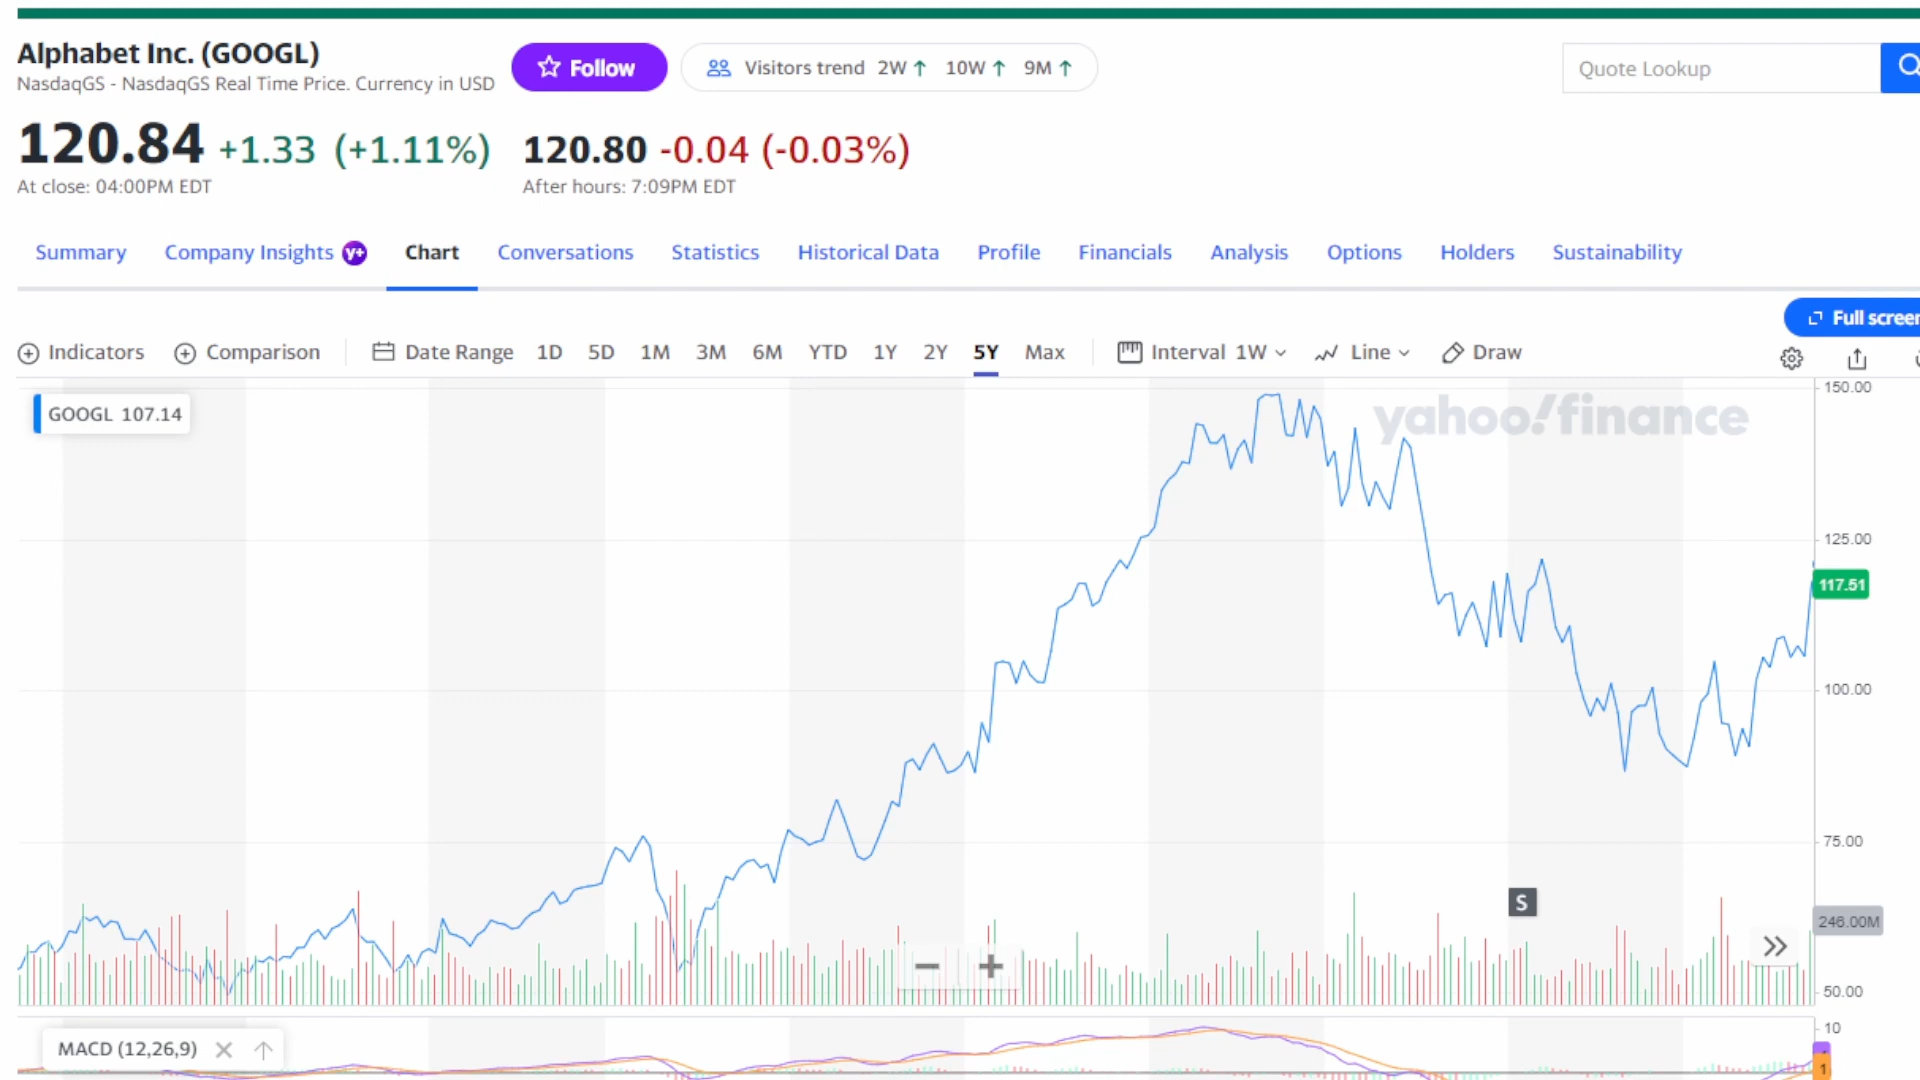 Alphabet Inc. (GOOGL)
NasdaqGS - NasdaqGS Real Time Price. Currency in USD
Follow
Visitors trend 2W↑ 10W↑ 9M↑
Quote Lookup
120.84 +1.33 (+1.11%)
At close: 04:00PM EDT
120.80 -0.04 (-0.03%)
After hours: 7:09PM EDT
Summary Company Insights y+ Chart Conversations Statistics Historical Data Profile Financials Analysis Options Holders Sustainability
Full screen
Indicators Comparison Date Range 1D 5D 1M 3M 6M YTD 1Y 2Y 5Y Max Interval 1W Line Draw
GOOGL 107.14
yahoo!finance
150.00
125.00
117.51
100.00
75.00
S
246.00M
50.00
MACD (12,26,9)
10
1